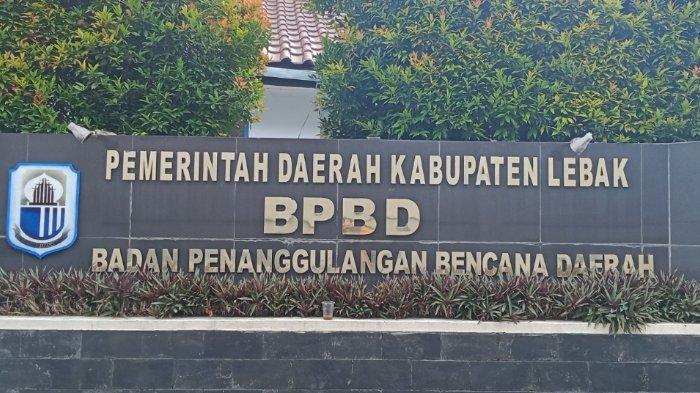 PEMERINTAH DAERAH KABUPATEN LEBAK
BPBD
BADAN PENANGGULANGAN BENCANA DAERAH